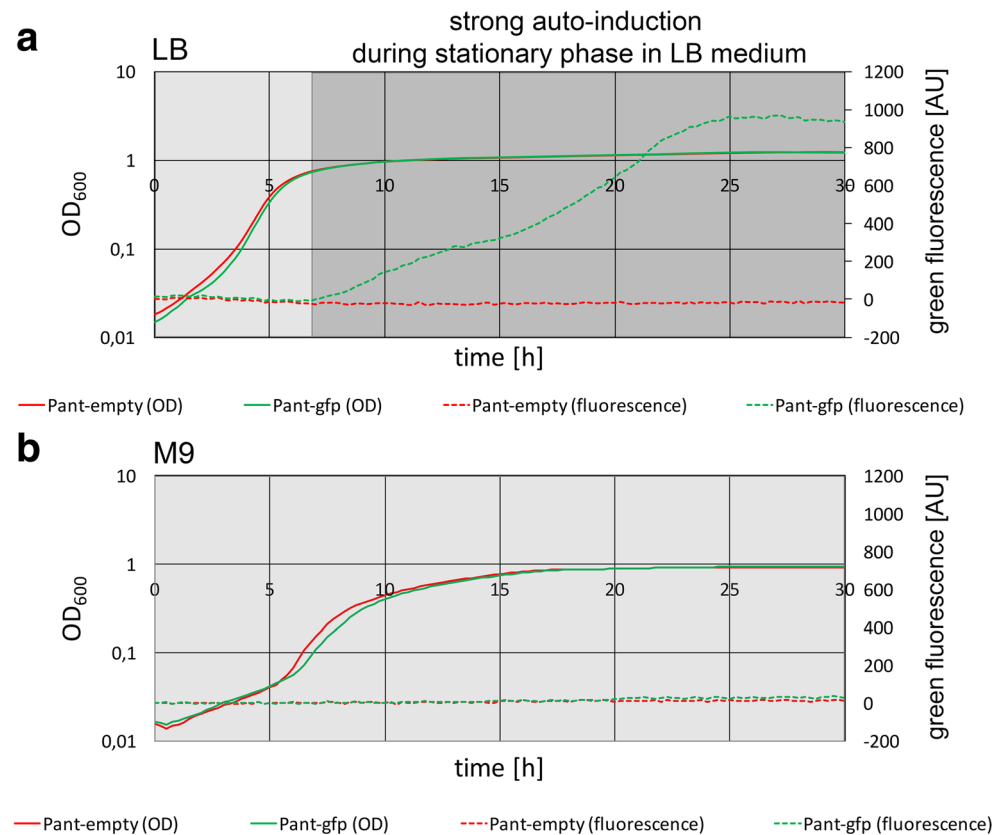 a
LB
strong auto-induction
during stationary phase in LB medium
10
1
0,1
0,01
OD600
0 5 10 15 20 25 30
time [h]
1200
1000
800
600
400
200
0
-200
green fluorescence [AU]
Pant-empty (OD) Pant-gfp (OD) Pant-empty (fluorescence) Pant-gfp (fluorescence)
b
M9
10
1
0,1
0,01
OD600
0 5 10 15 20 25 30
time [h]
1200
1000
800
600
400
200
0
-200
green fluorescence [AU]
Pant-empty (OD) Pant-gfp (OD) Pant-empty (fluorescence) Pant-gfp (fluorescence)